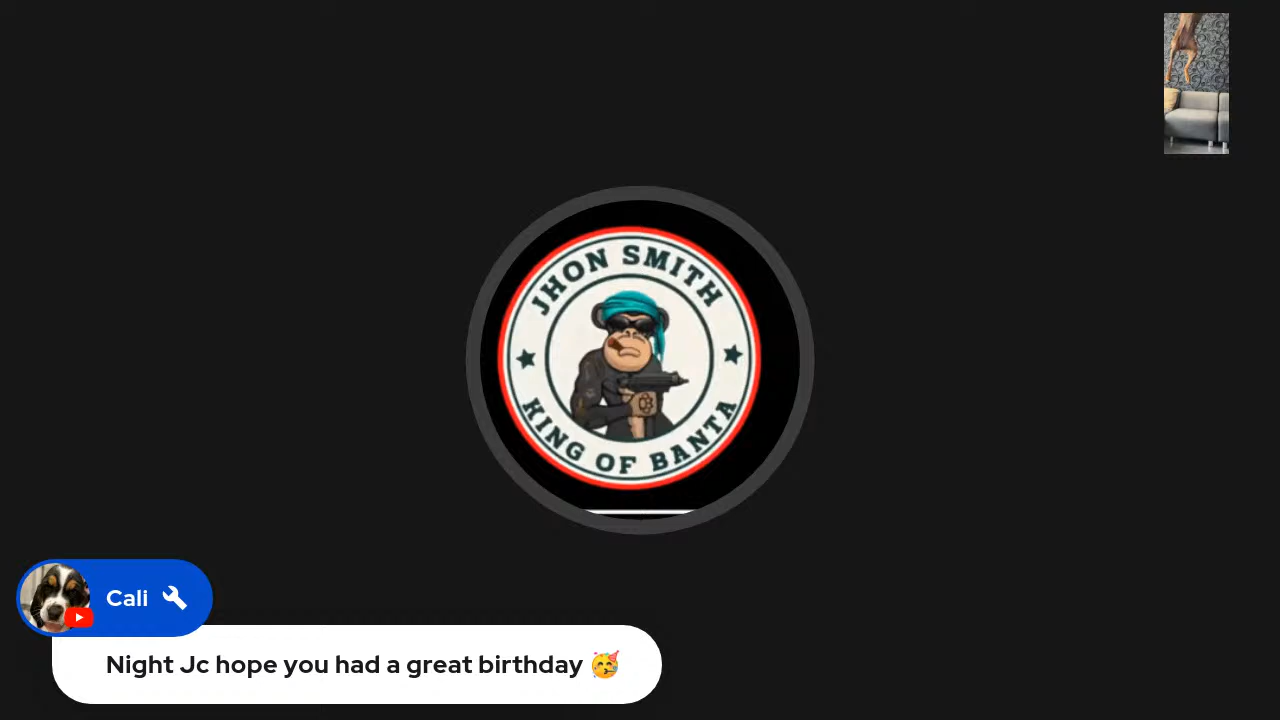 JHON SMITH
KING OF BANTA
Cali
Night Jc hope you had a great birthday 🥳